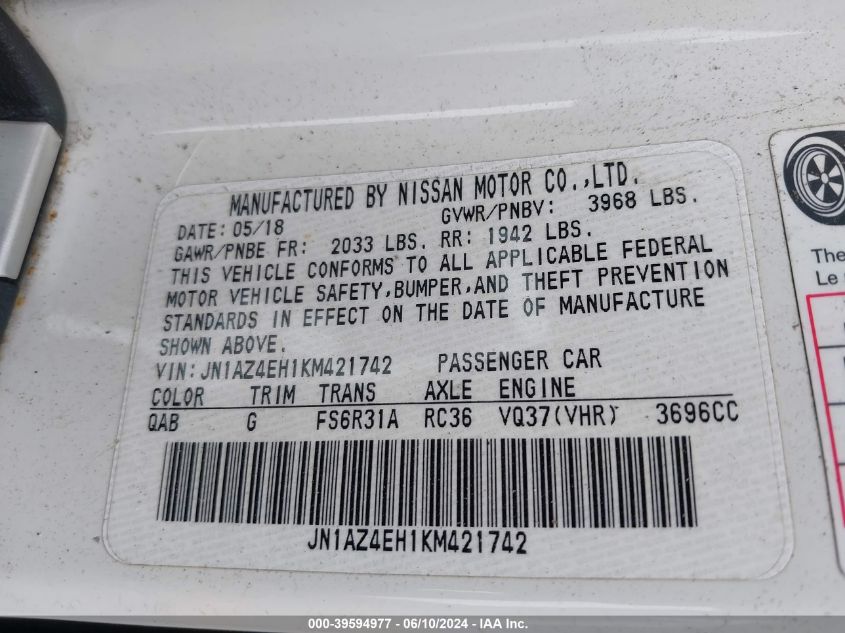 MANUFACTURED BY NISSAN MOTOR CO.,LTD.
DATE: 05/18 GVWR/PNBV: 3968 LBS.
GAWR/PNBE FR: 2033 LBS. RR: 1942 LBS.
THIS VEHICLE CONFORMS TO ALL APPLICABLE FEDERAL
MOTOR VEHICLE SAFETY,BUMPER,AND THEFT PREVENTION
STANDARDS IN EFFECT ON THE DATE OF MANUFACTURE
SHOWN ABOVE.
VIN:JN1AZ4EH1KM421742 PASSENGER CAR
COLOR TRIM TRANS AXLE ENGINE
QAB G FS6R31A RC36 VQ37(VHR) 3696CC
JN1AZ4EH1KM421742
The
Le
000-39594977 - 06/10/2024 - IAA Inc.